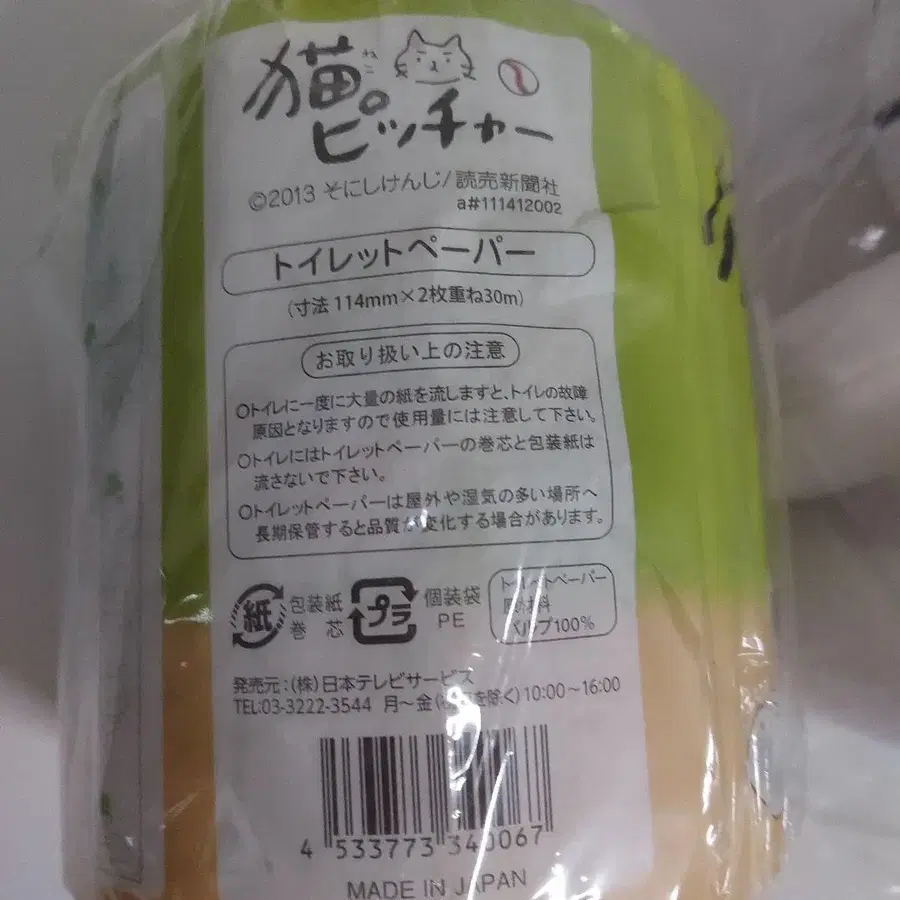 猫ピッチャー
ねこ
©2013 そにしけんじ/読売新聞社
a#111412002
トイレットペーパー
(寸法 114mm×2枚重ね30m)
お取り扱い上の注意
○トイレに一度に大量の紙を流しますと、トイレの故障
原因となりますので使用量には注意して下さい。
○トイレにはトイレットペーパーの巻芯と包装紙は
流さないで下さい。
○トイレットペーパーは屋外や湿気の多い場所へ
長期保管すると品質が変化する場合があります。
紙 包装紙
巻 芯
プラ 個装袋
PE
トイレットペーパー
原材料
パルプ100%
発売元:(株)日本テレビサービス
TEL:03-3222-3544 月~金 を除く) 10:00~16:00
4 533773 340067
MADE IN JAPAN